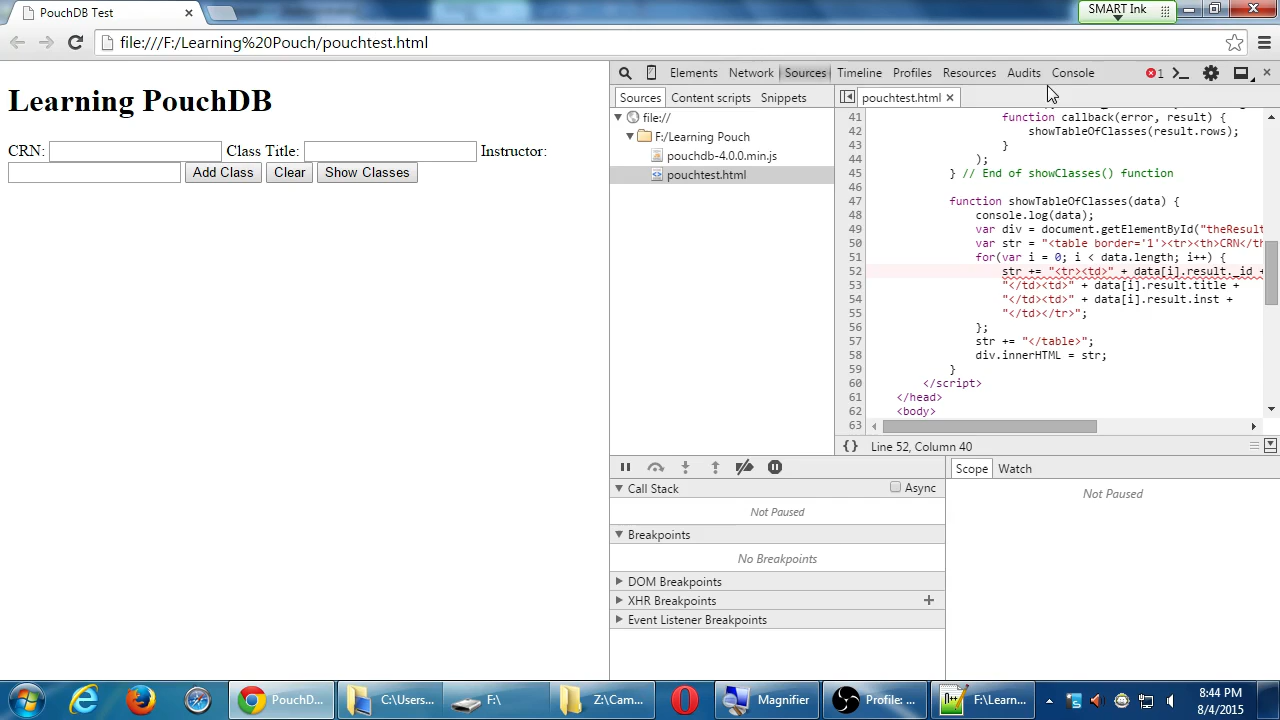 PouchDB Test
SMART Ink
file:///F:/Learning%20Pouch/pouchtest.html
Learning PouchDB
CRN: Class Title: Instructor:
Add Class Clear Show Classes
Elements Network Sources Timeline Profiles Resources Audits Console 1
Sources Content scripts Snippets
pouchtest.html
file://
F:/Learning Pouch
pouchdb-4.0.0.min.js
pouchtest.html
41 function callback(error, result) {
42 showTableOfClasses(result.rows);
43 }
44 );
45 } // End of showClasses() function
46
47 function showTableOfClasses(data) {
48 console.log(data);
49 var div = document.getElementById("theResult
50 var str = "<table border='1'><tr><th>CRN</th
51 for(var i = 0; i < data.length; i++) {
52 str += "<tr><td>" + data[i].result._id +
53 "</td><td>" + data[i].result.title +
54 "</td><td>" + data[i].result.inst +
55 "</td></tr>";
56 };
57 str += "</table>";
58 div.innerHTML = str;
59 }
60 </script>
61 </head>
62 <body>
63
{} Line 52, Column 40
Call Stack Async
Not Paused
Breakpoints
No Breakpoints
DOM Breakpoints
XHR Breakpoints
Event Listener Breakpoints
Scope Watch
Not Paused
PouchD... C:\Users... F:\ Z:\Cam... Magnifier Profile: ... F:\Learn...
8:44 PM
8/4/2015